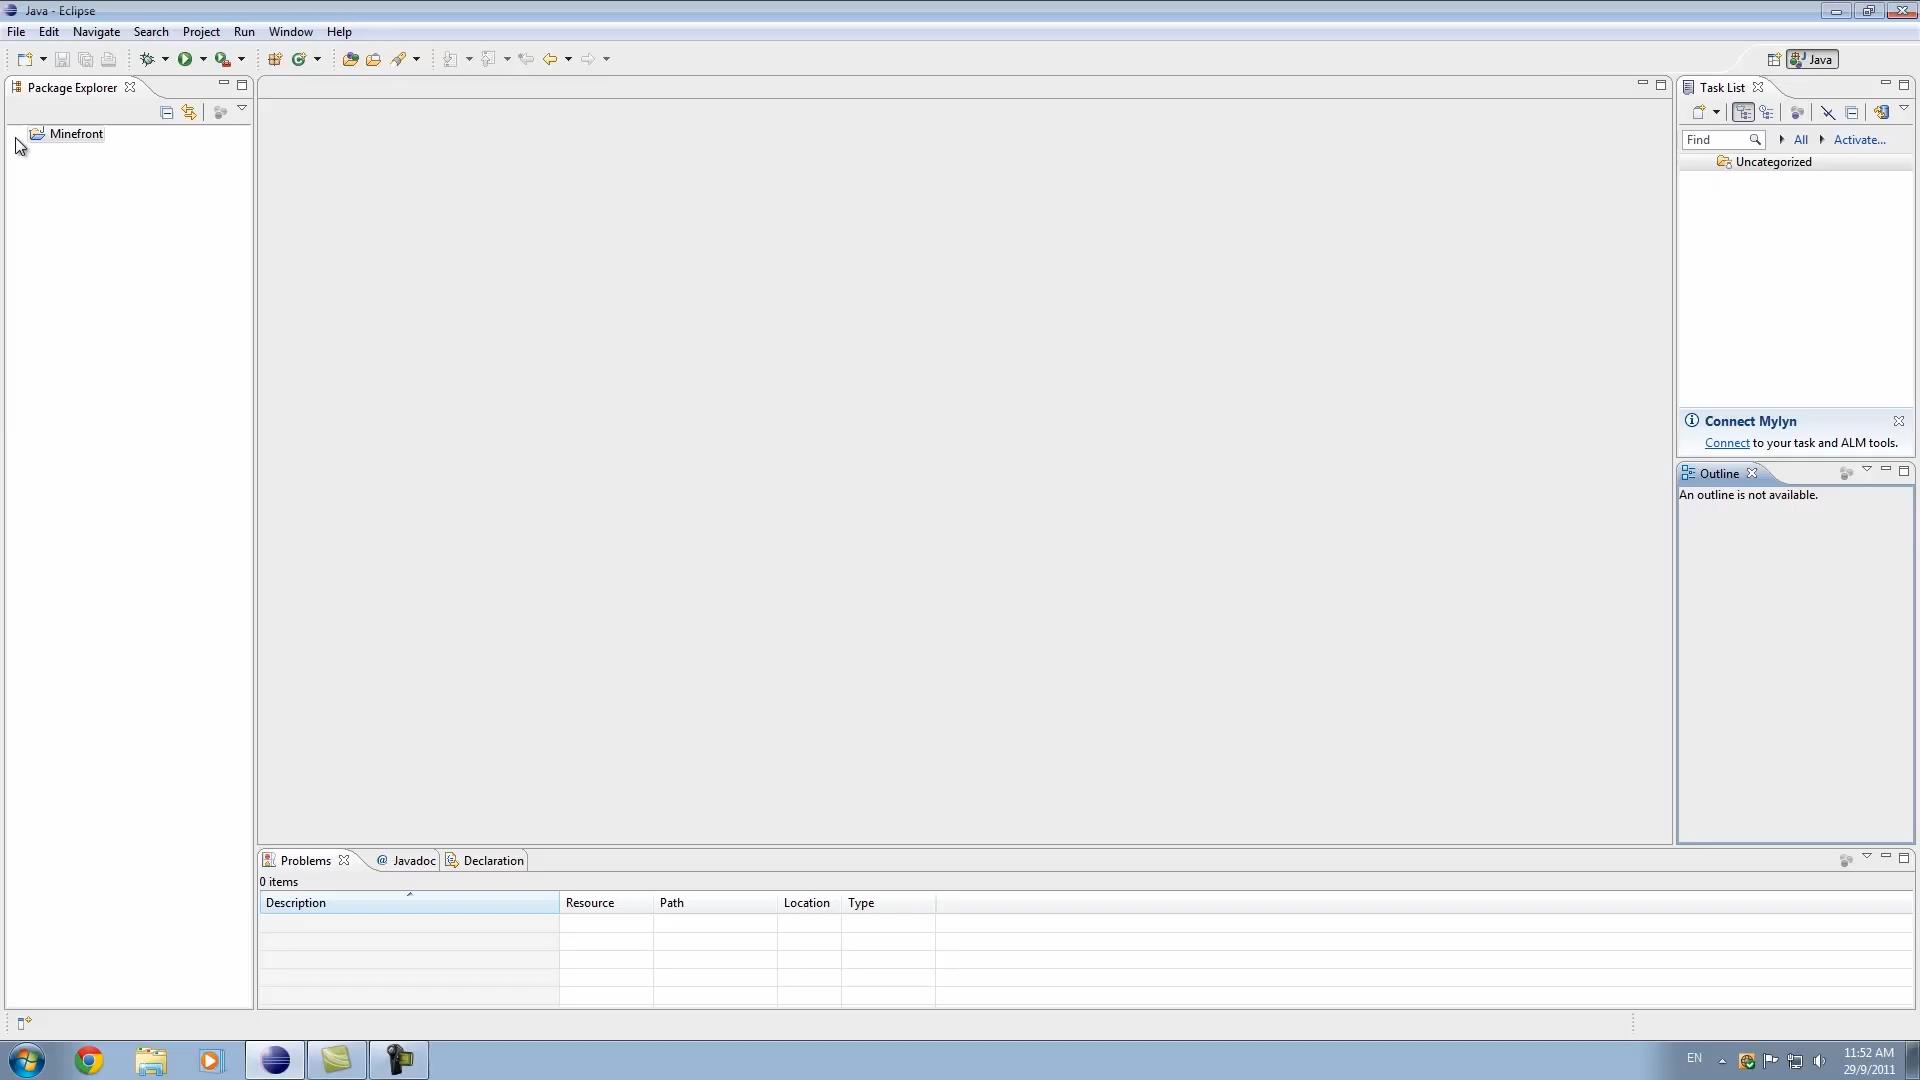 Java - Eclipse
File Edit Navigate Search Project Run Window Help
Java
Package Explorer
Minefront
Task List
Find All Activate...
Uncategorized
Connect Mylyn
Connect to your task and ALM tools.
Outline
An outline is not available.
Problems @ Javadoc Declaration
0 items
Description Resource Path Location Type
EN
11:52 AM
29/9/2011